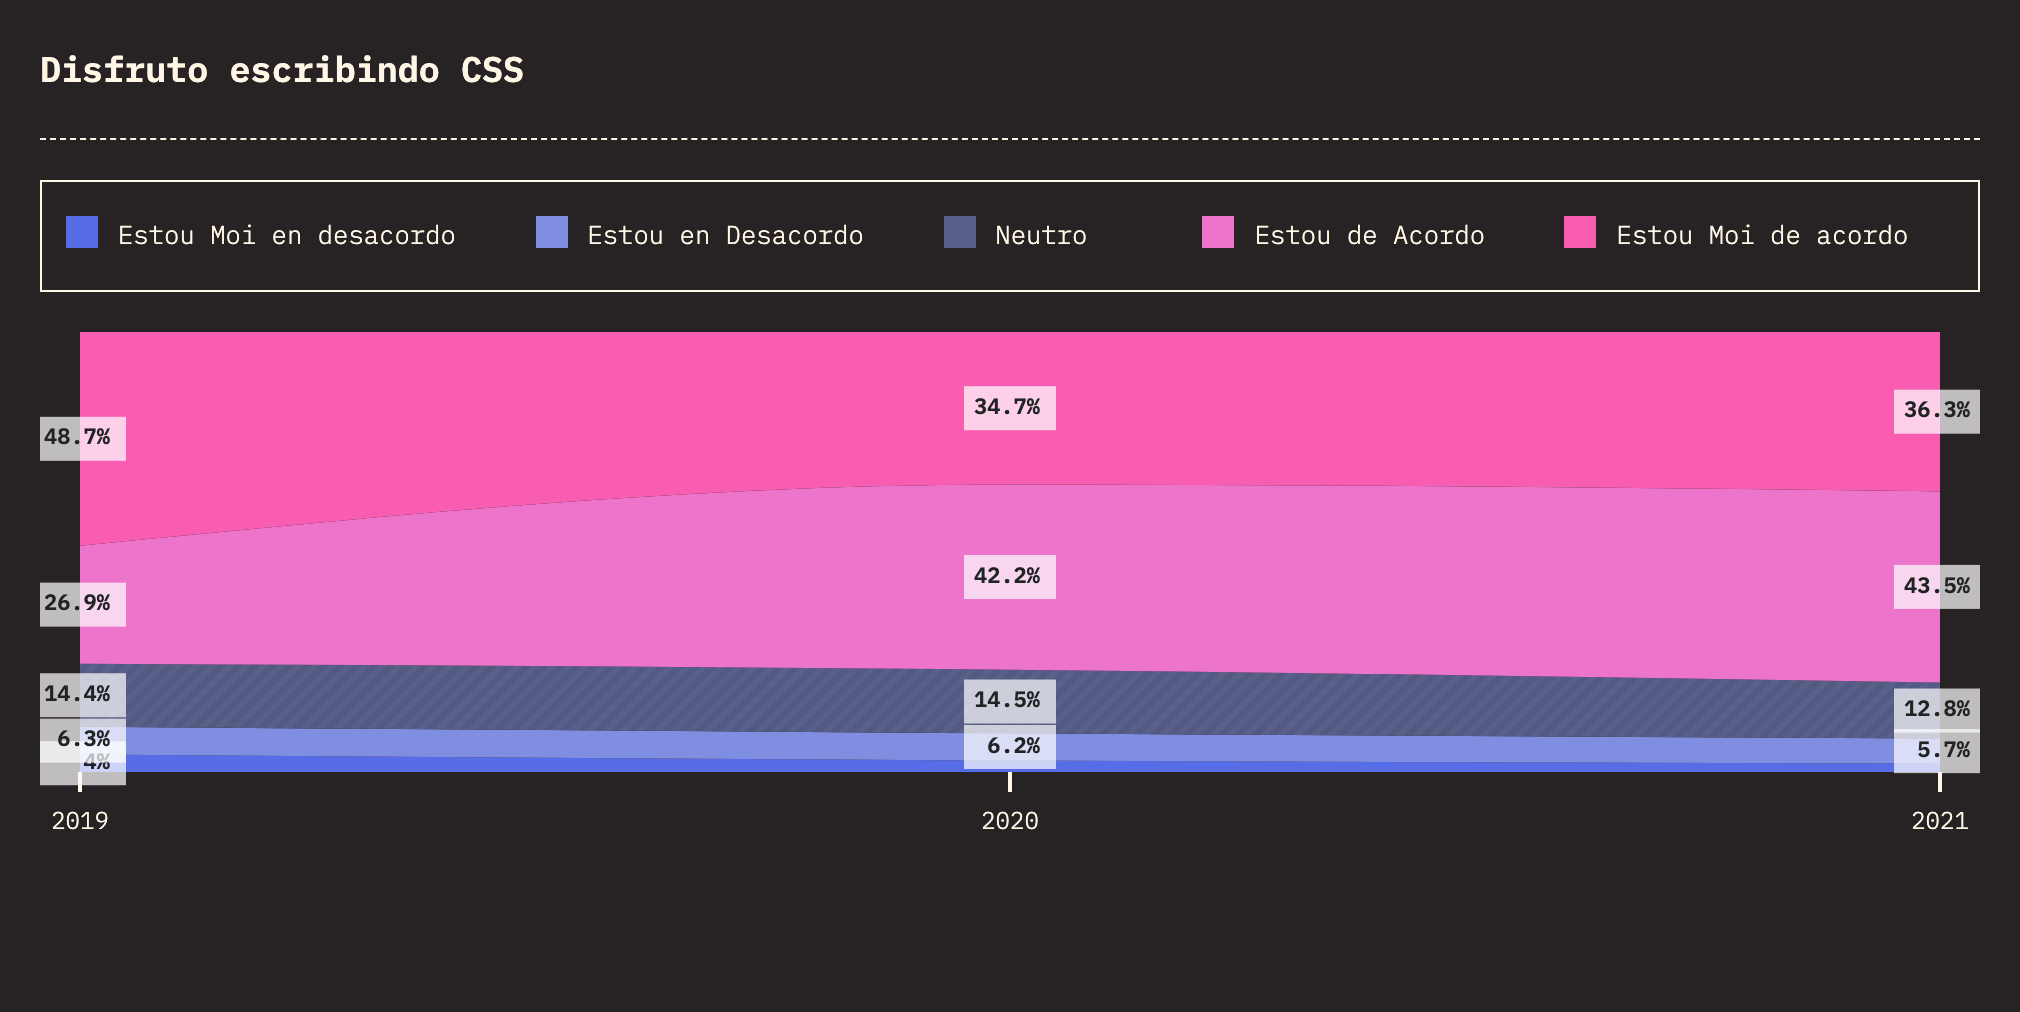 Disfruto escribindo CSS
Estou Moi en desacordo Estou en Desacordo Neutro Estou de Acordo Estou Moi de acordo
48.7% 34.7% 36.3%
26.9% 42.2% 43.5%
14.4% 14.5% 12.8%
6.3% 6.2% 5.7%
4%
2019 2020 2021